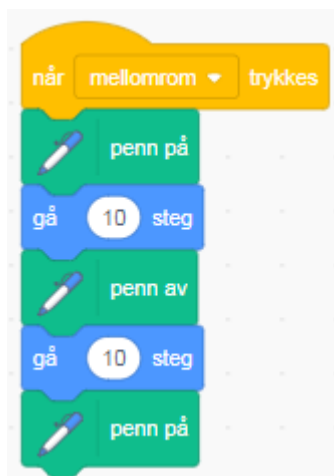 når mellomrom trykkes
penn på
gå 10 steg
penn av
gå 10 steg
penn på